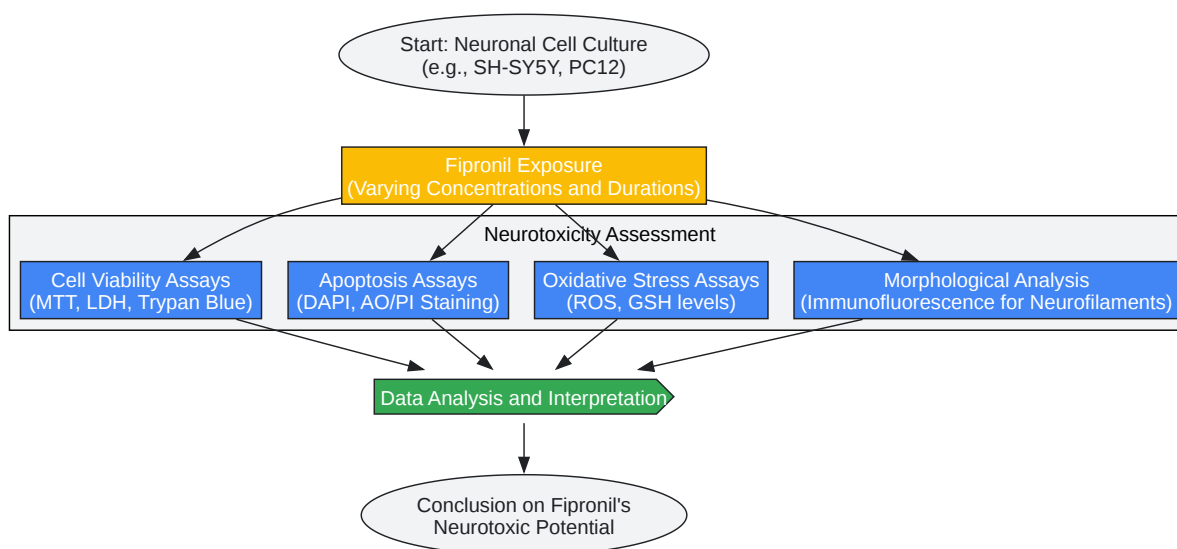 Start: Neuronal Cell Culture
(e.g., SH-SY5Y, PC12)
Fipronil Exposure
(Varying Concentrations and Durations)
Neurotoxicity Assessment
Cell Viability Assays
(MTT, LDH, Trypan Blue)
Apoptosis Assays
(DAPI, AO/PI Staining)
Oxidative Stress Assays
(ROS, GSH levels)
Morphological Analysis
(Immunofluorescence for Neurofilaments)
Data Analysis and Interpretation
Conclusion on Fipronil's
Neurotoxic Potential